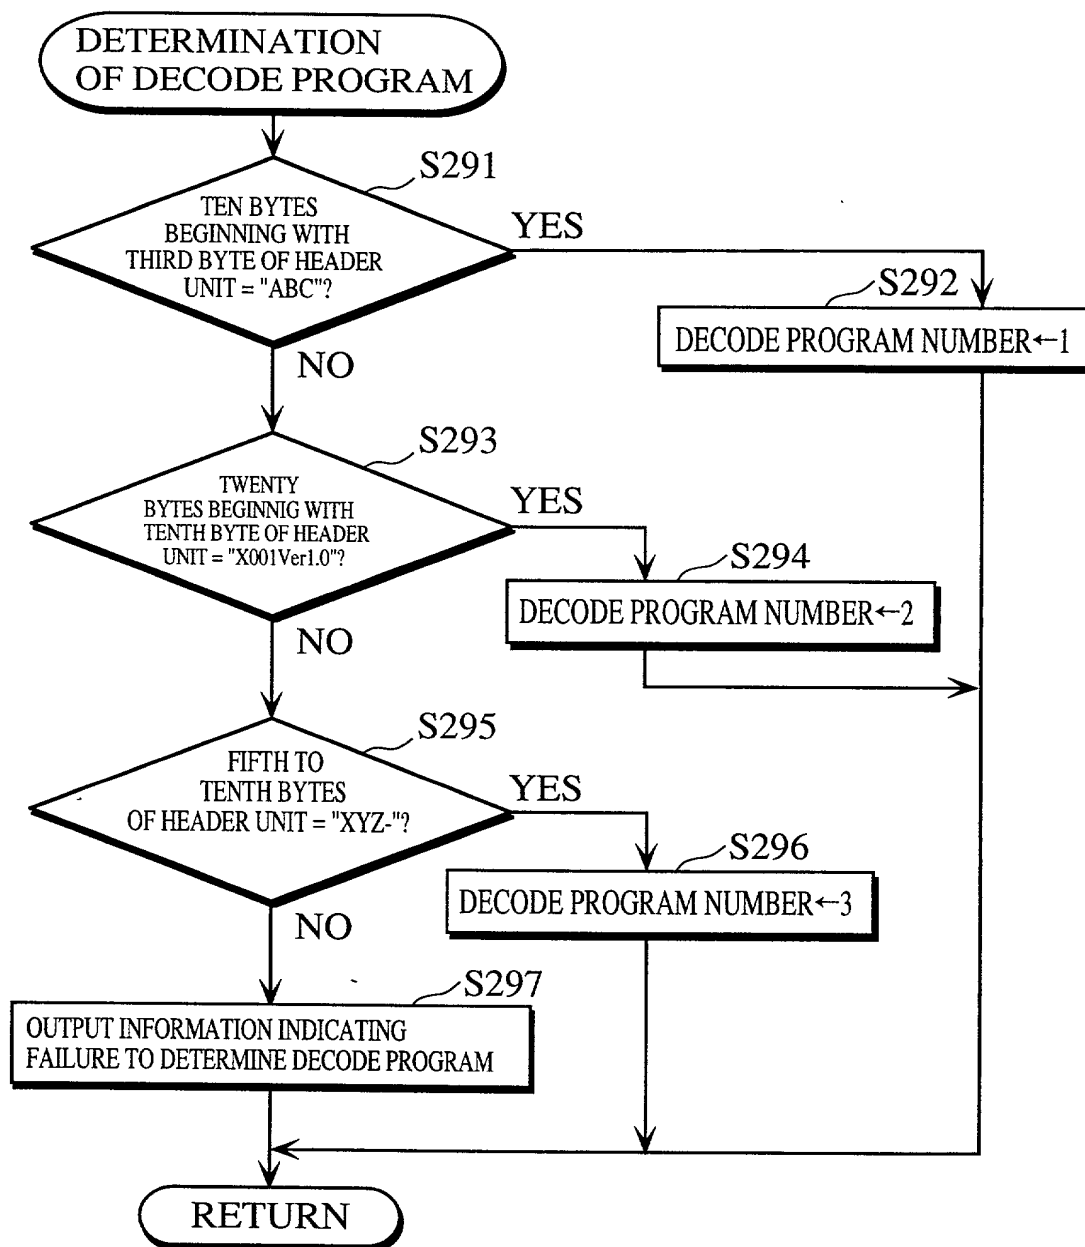 DETERMINATION
OF DECODE PROGRAM
S291
TEN BYTES
BEGINNING WITH
THIRD BYTE OF HEADER
UNIT = "ABC"?
YES
S292
DECODE PROGRAM NUMBER←1
NO
S293
TWENTY
BYTES BEGINNIG WITH
TENTH BYTE OF HEADER
UNIT = "X001Ver1.0"?
YES
S294
DECODE PROGRAM NUMBER←2
NO
S295
FIFTH TO
TENTH BYTES
OF HEADER UNIT = "XYZ-"?
YES
S296
DECODE PROGRAM NUMBER←3
NO
S297
OUTPUT INFORMATION INDICATING
FAILURE TO DETERMINE DECODE PROGRAM
RETURN